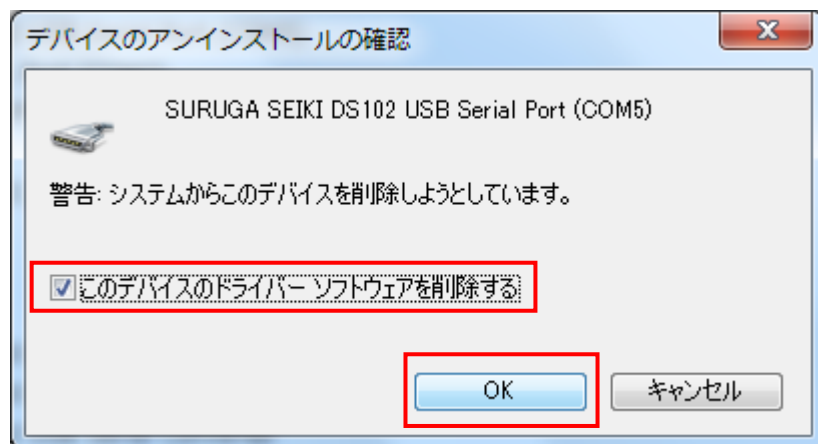 デバイスのアンインストールの確認
SURUGA SEIKI DS102 USB Serial Port (COM5)
警告: システムからこのデバイスを削除しようとしています。
このデバイスのドライバー ソフトウェアを削除する
OK
キャンセル